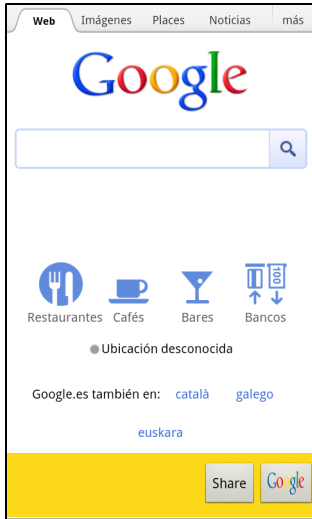 Web Imágenes Places Noticias más
Google
Restaurantes Cafés Bares Bancos
100
Ubicación desconocida
Google.es también en: català galego
euskara
Share Google